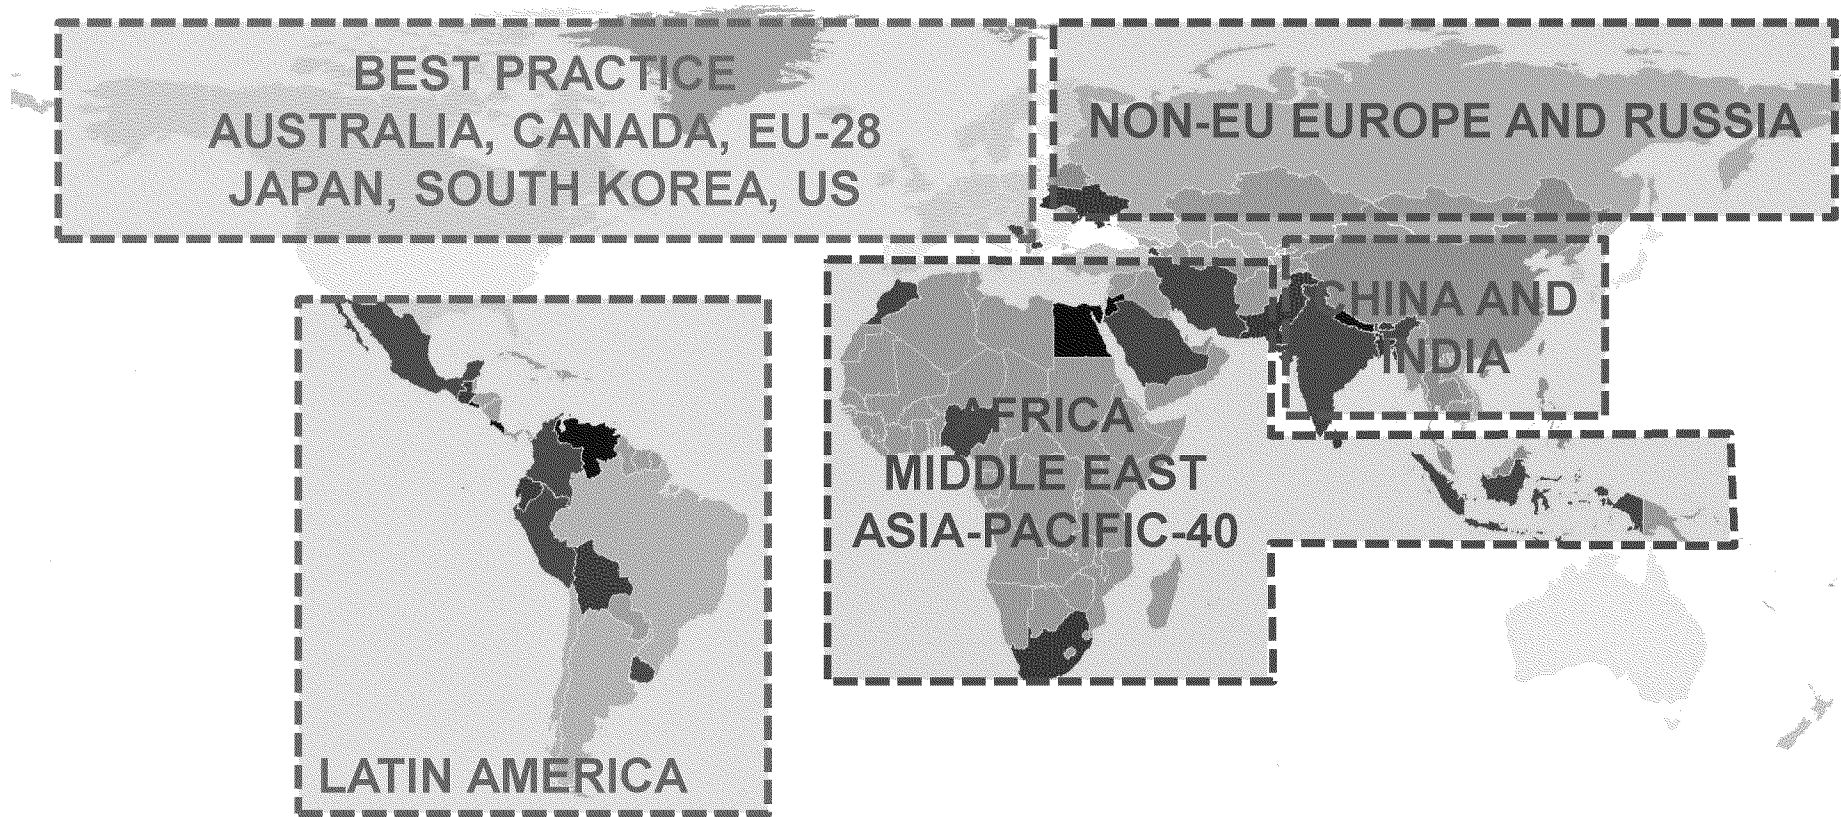 BEST PRACTICE
AUSTRALIA, CANADA, EU-28
JAPAN, SOUTH KOREA, US
NON-EU EUROPE AND RUSSIA
CHINA AND
INDIA
AFRICA
MIDDLE EAST
ASIA-PACIFIC-40
LATIN AMERICA